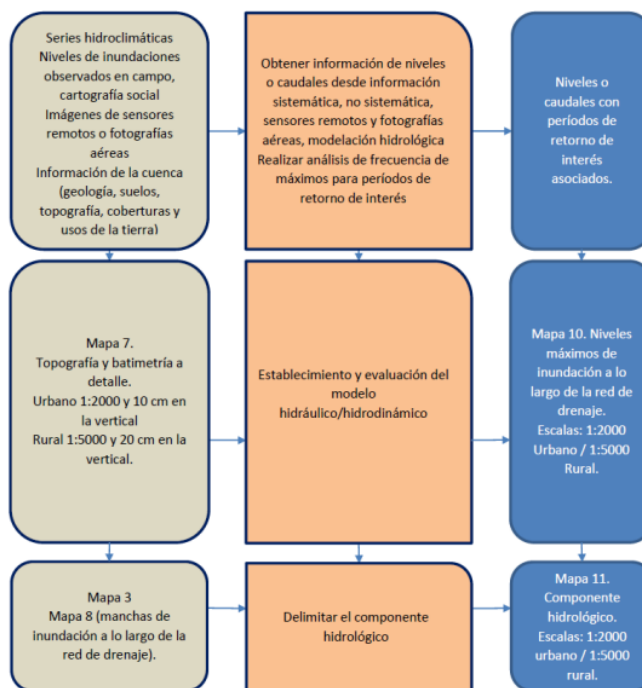 Series hidroclimáticas
Niveles de inundaciones
observados en campo,
cartografía social
Imágenes de sensores
remotos o fotografías
aéreas
Información de la cuenca
(geología, suelos,
topografía, coberturas y
usos de la tierra)
Obtener información de niveles
o caudales desde información
sistemática, no sistemática,
sensores remotos y fotografías
aéreas, modelación hidrológica
Realizar análisis de frecuencia de
máximos para períodos de
retorno de interés
Niveles o
caudales con
períodos de
retorno de
interés
asociados.
Mapa 7.
Topografía y batimetría a
detalle.
Urbano 1:2000 y 10 cm en
la vertical
Rural 1:5000 y 20 cm en la
vertical.
Establecimiento y evaluación del
modelo
hidráulico/hidrodinámico
Mapa 10. Niveles
máximos de
inundación a lo
largo de la red de
drenaje.
Escalas: 1:2000
Urbano / 1:5000
Rural.
Mapa 3
Mapa 8 (manchas de
inundación a lo largo de la
red de drenaje).
Delimitar el componente
hidrológico
Mapa 11.
Componente
hidrológico.
Escalas: 1:2000
urbano / 1:5000
rural.